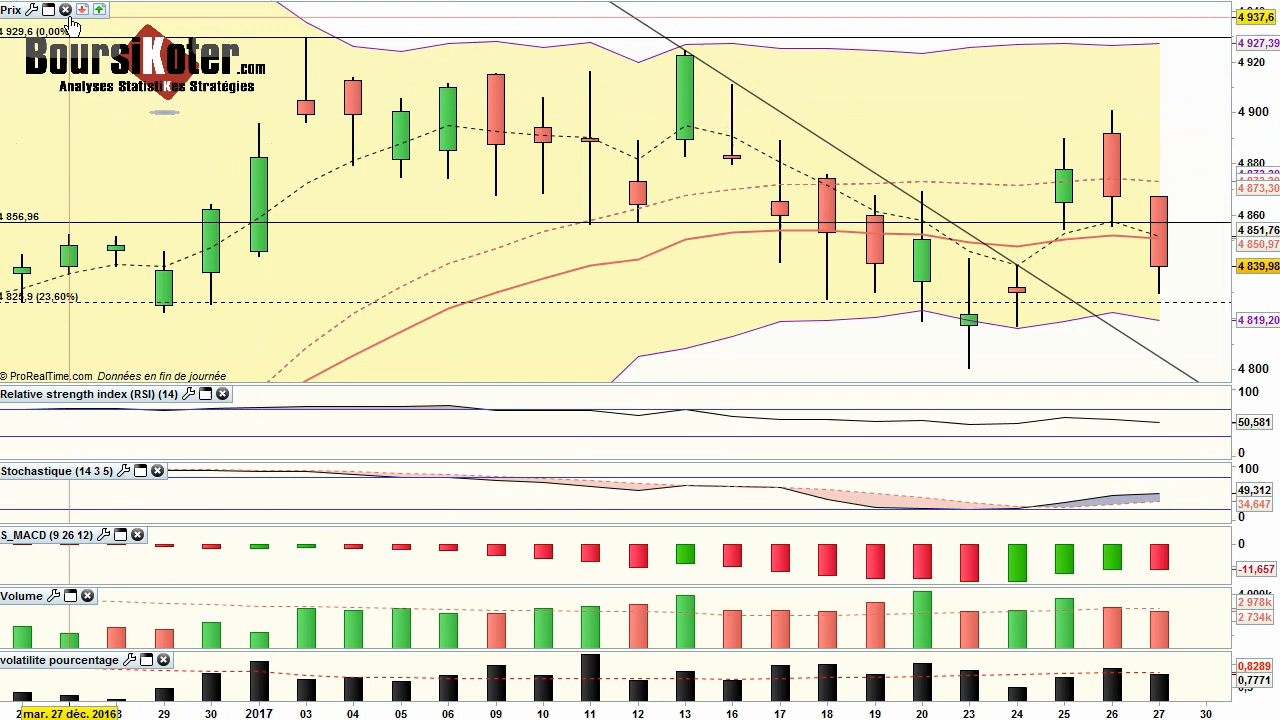 Prix
4 937,6
4 929,6 (0,00%)
4 927,39
BoursiKoter.com
Analyses StatistiKes Stratégies
4 920
4 900
4 880
4 873,30
4 856,96
4 860
4 851,76
4 850,97
4 839,98
(23,60%)
4 819,20
4 800
© ProRealTime.com Données en fin de journée
Relative strength index (RSI) (14)
100
50,581
0
Stochastique (14 3 5)
100
49,312
34,647
0
S_MACD (9 26 12)
0
-11,657
Volume
2 978k
2 734k
volatilite pourcentage
0,8289
0,7771
mar. 27 déc. 2016
29 30 2017 03 04 05 06 09 10 11 12 13 16 17 18 19 20 23 24 25 26 27 30